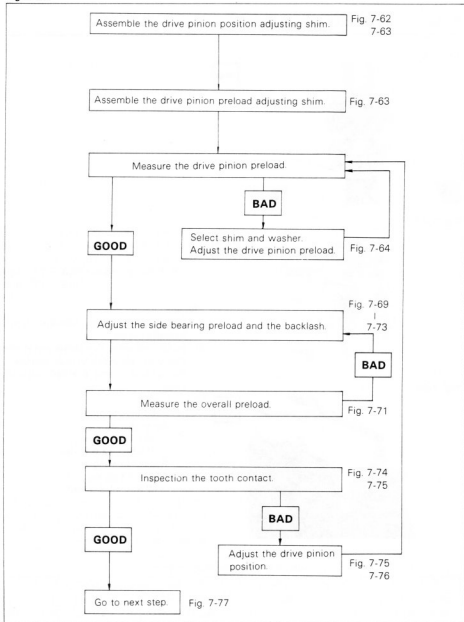 Assemble the drive pinion position adjusting shim.
Fig. 7-62
7-63
Assemble the drive pinion preload adjusting shim.
Fig. 7-63
Measure the drive pinion preload.
BAD
GOOD
Select shim and washer.
Adjust the drive pinion preload.
Fig. 7-64
Fig. 7-69
|
7-73
Adjust the side bearing preload and the backlash.
BAD
Measure the overall preload.
Fig. 7-71
GOOD
Inspection the tooth contact.
Fig. 7-74
7-75
BAD
GOOD
Adjust the drive pinion
position.
Fig. 7-75
7-76
Go to next step.
Fig. 7-77